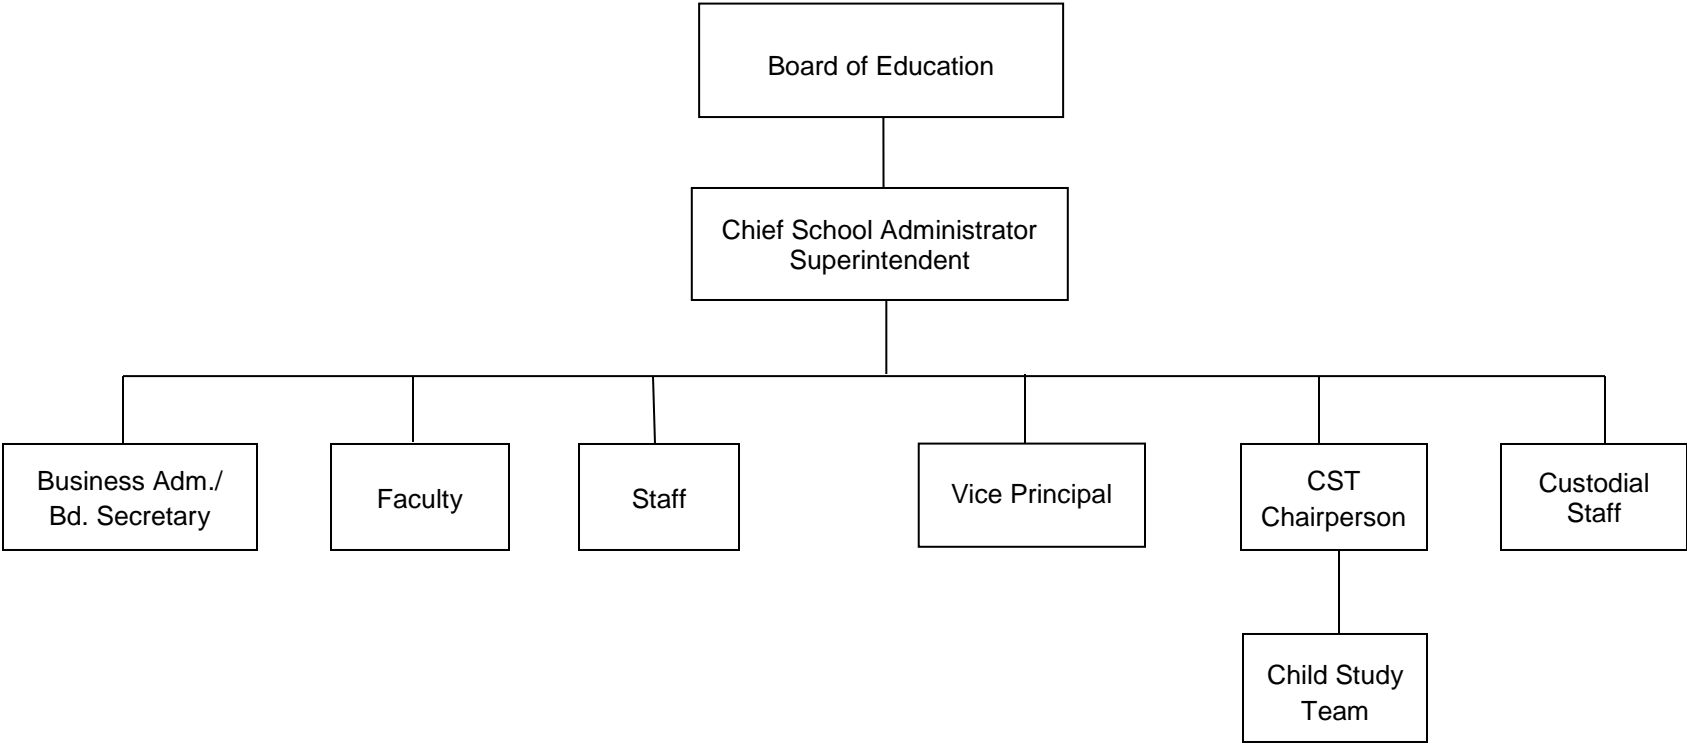 Board of Education
Chief School Administrator
Superintendent
Business Adm./
Bd. Secretary
Faculty
Staff
Vice Principal
CST
Chairperson
Custodial
Staff
Child Study
Team